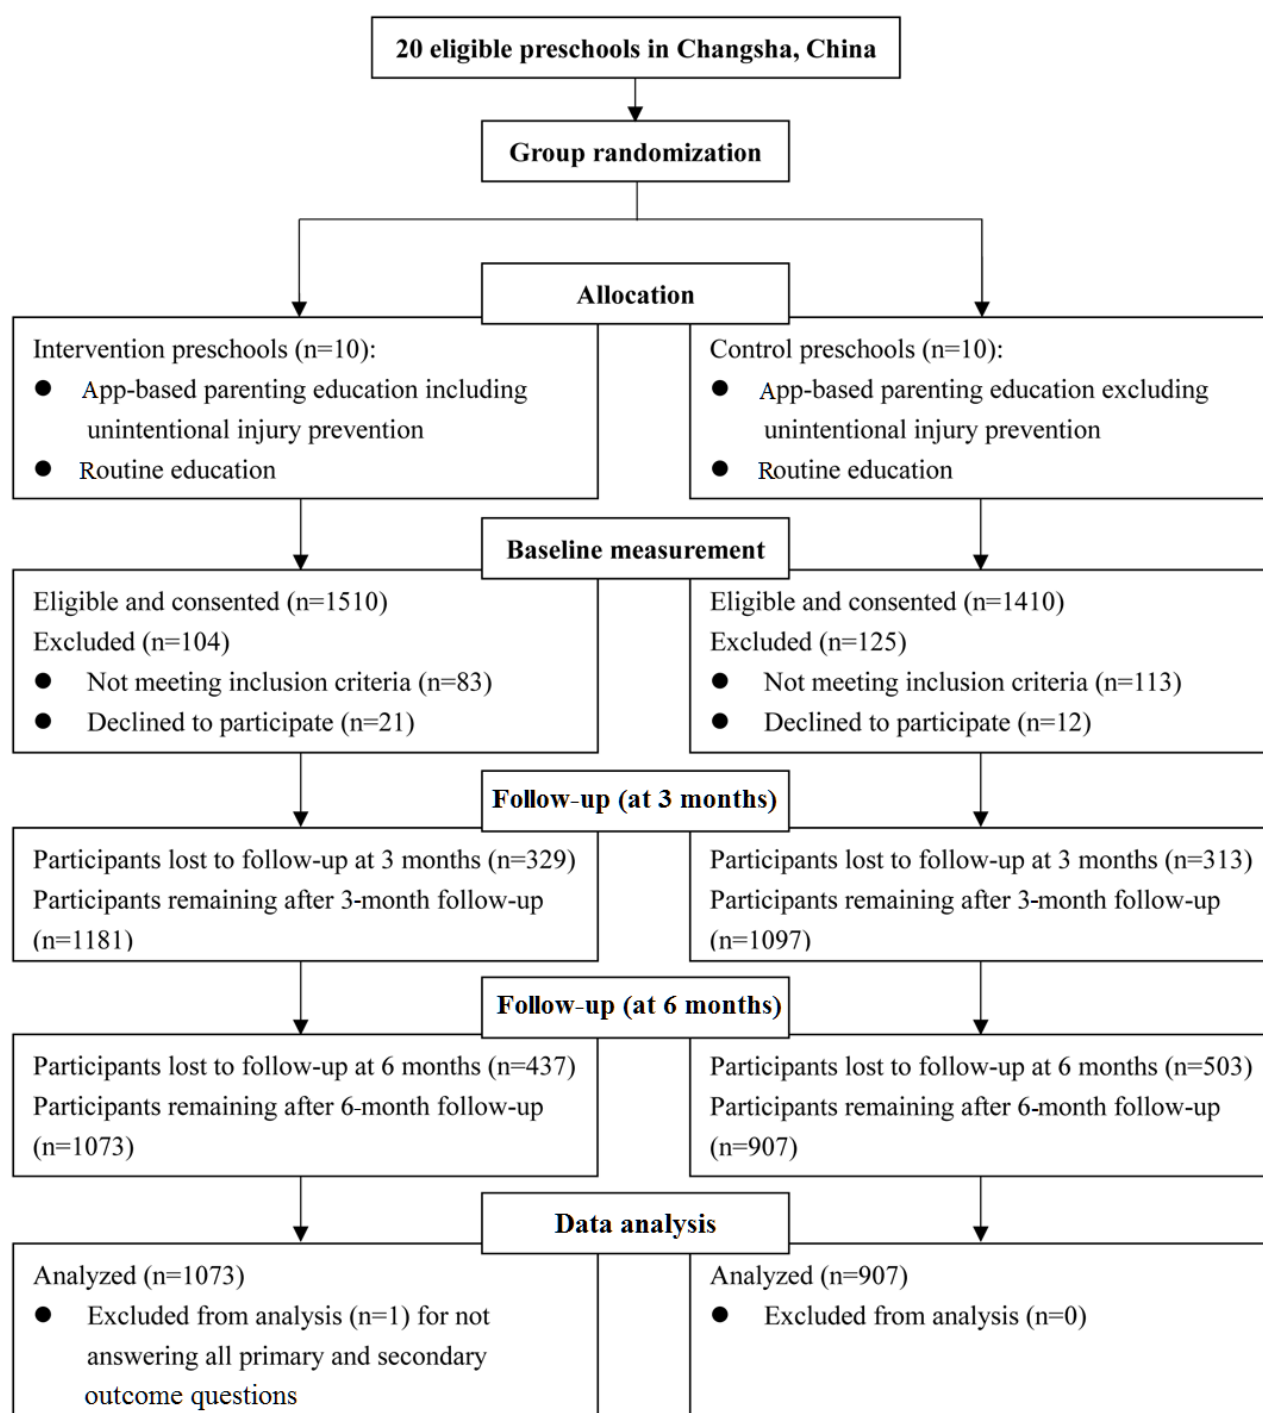 20 eligible preschools in Changsha, China
Group randomization
Allocation
Intervention preschools (n=10):
● App-based parenting education including
unintentional injury prevention
● Routine education
Control preschools (n=10):
● App-based parenting education excluding
unintentional injury prevention
● Routine education
Baseline measurement
Eligible and consented (n=1510)
Excluded (n=104)
● Not meeting inclusion criteria (n=83)
● Declined to participate (n=21)
Eligible and consented (n=1410)
Excluded (n=125)
● Not meeting inclusion criteria (n=113)
● Declined to participate (n=12)
Follow-up (at 3 months)
Participants lost to follow-up at 3 months (n=329)
Participants remaining after 3-month follow-up
(n=1181)
Participants lost to follow-up at 3 months (n=313)
Participants remaining after 3-month follow-up
(n=1097)
Follow-up (at 6 months)
Participants lost to follow-up at 6 months (n=437)
Participants remaining after 6-month follow-up
(n=1073)
Participants lost to follow-up at 6 months (n=503)
Participants remaining after 6-month follow-up
(n=907)
Data analysis
Analyzed (n=1073)
● Excluded from analysis (n=1) for not
answering all primary and secondary
outcome questions
Analyzed (n=907)
● Excluded from analysis (n=0)